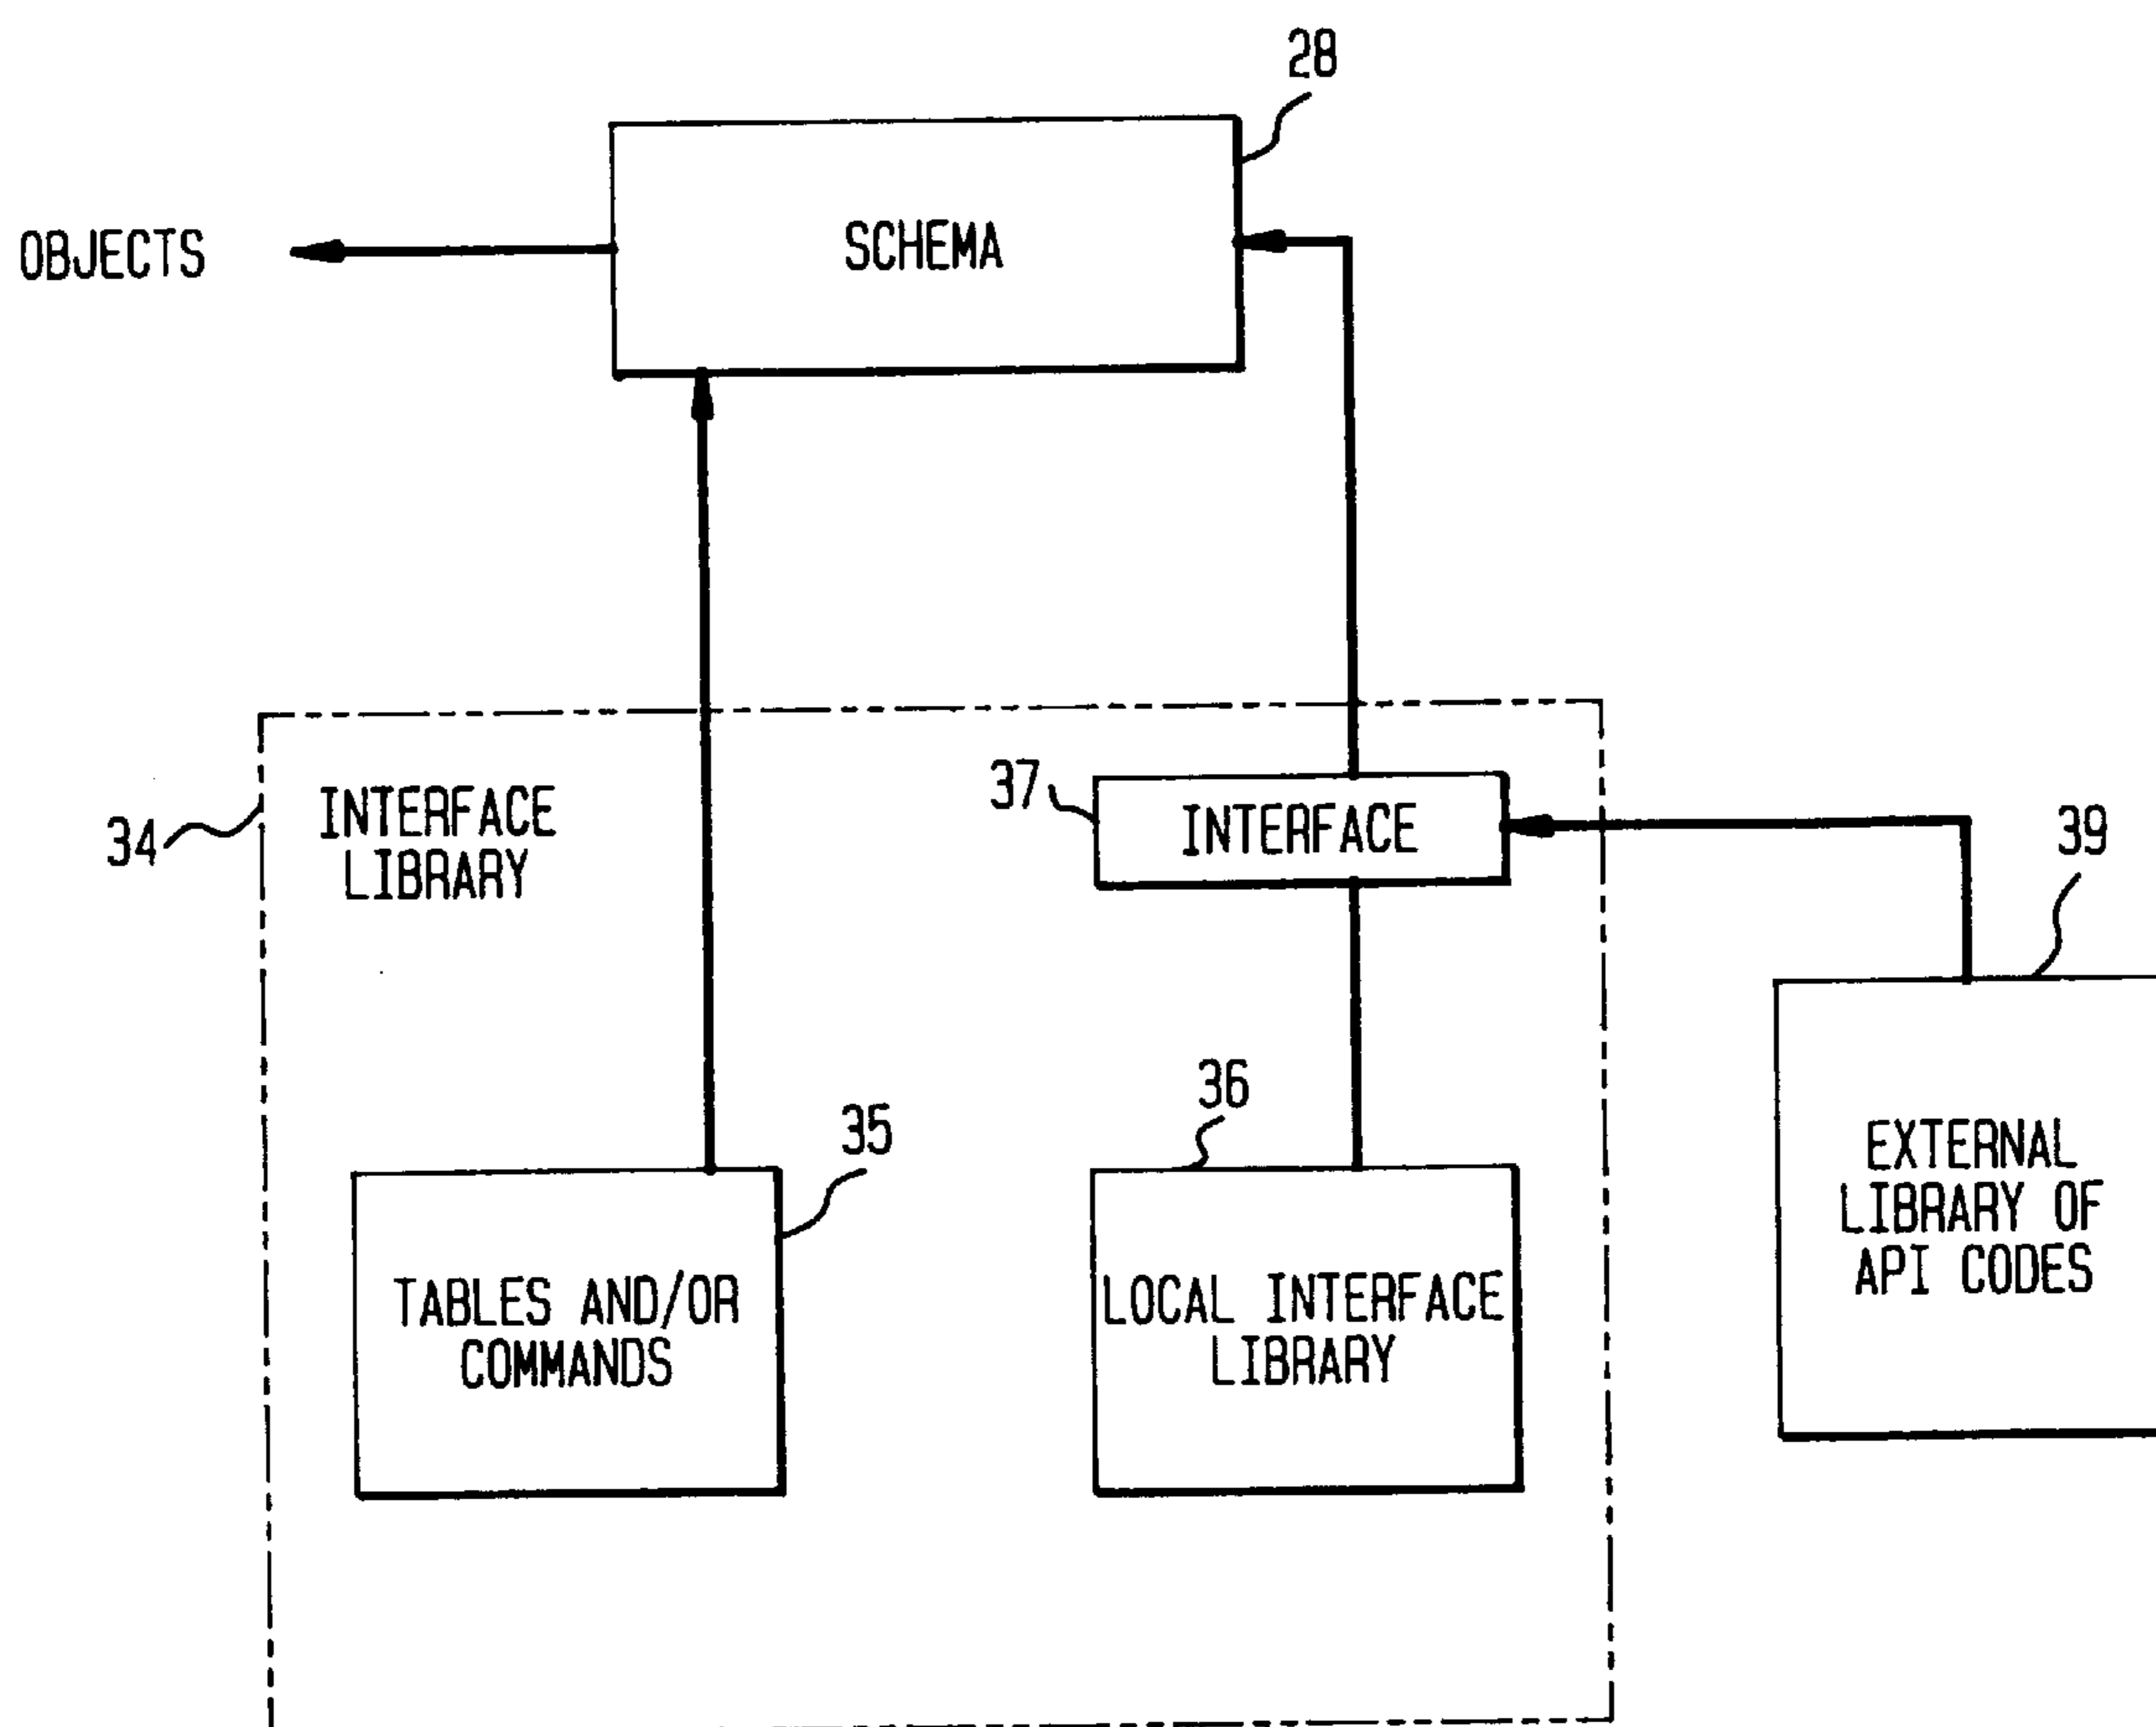 28
OBJECTS
SCHEMA
34
INTERFACE
LIBRARY
37
INTERFACE
39
35
36
TABLES AND/OR
COMMANDS
LOCAL INTERFACE
LIBRARY
EXTERNAL
LIBRARY OF
API CODES